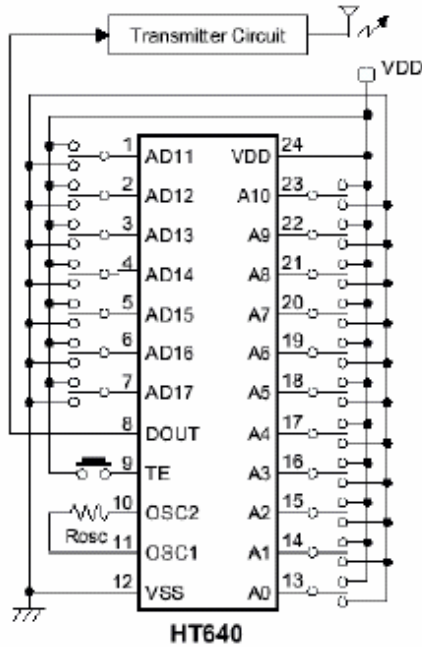 Transmitter Circuit
VDD
1 AD11 VDD 24
2 AD12 A10 23
3 AD13 A9 22
4 AD14 A8 21
5 AD15 A7 20
6 AD16 A6 19
7 AD17 A5 18
8 DOUT A4 17
9 TE A3 16
10 OSC2 A2 15
Rosc
11 OSC1 A1 14
12 VSS A0 13
HT640